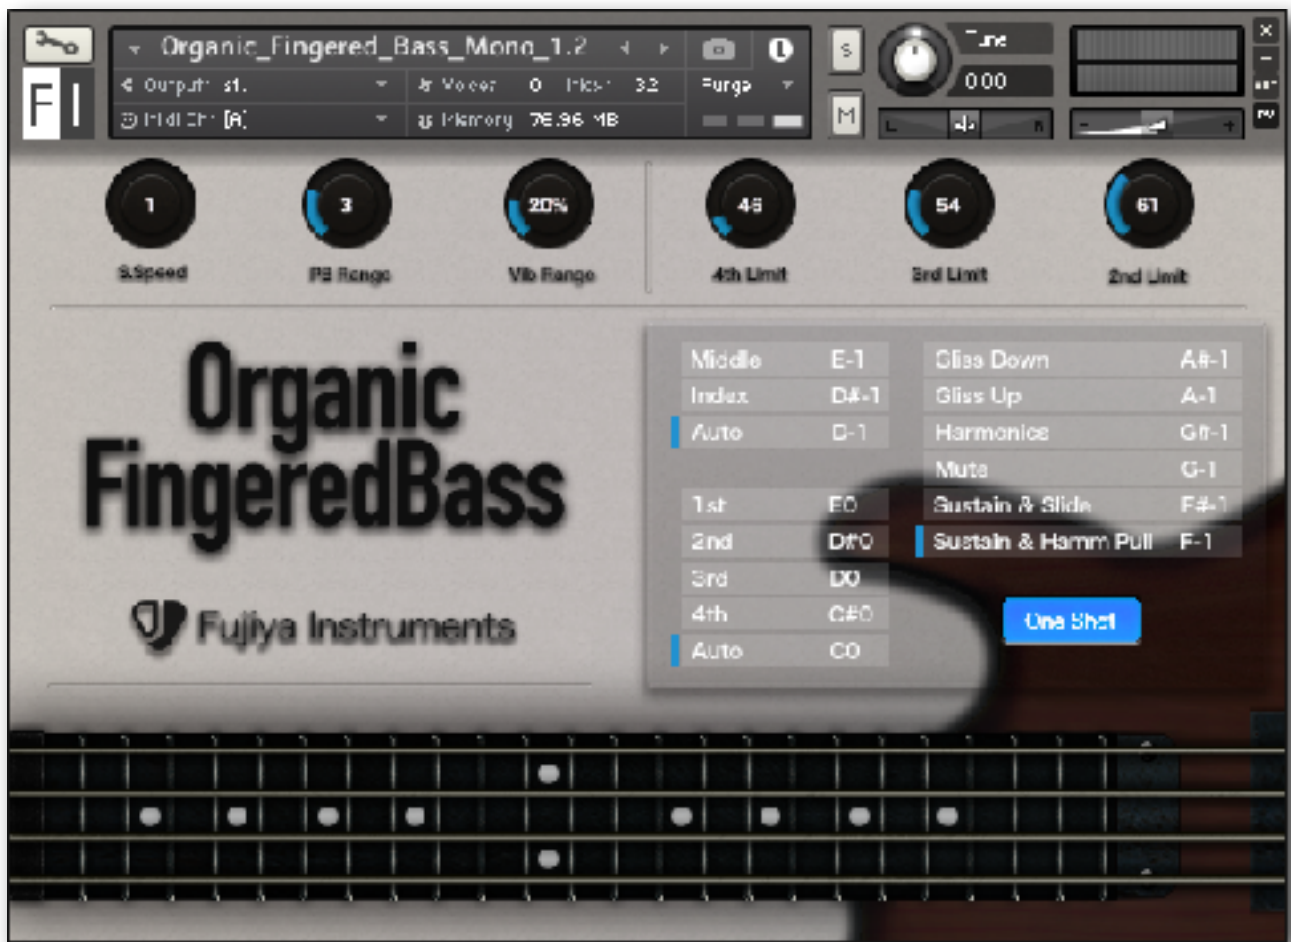 Organic_Fingered_Bass_Mono_1.2
Tune
S
FI
Output: st.
Voices: 0 Max: 32
Purge
0.00
Midi Ch: [A]
Memory: 76.96 MB
M
L R
- +
1
3
20%
46
54
61
S.Speed
PB Range
Vib Range
4th Limit
3rd Limit
2nd Limit
Organic
FingeredBass
Fujiya Instruments
Middle E-1
Index D#-1
Auto D-1
1st E0
2nd D#0
3rd D0
4th C#0
Auto C0
Gliss Down A#-1
Gliss Up A-1
Harmonics G#-1
Mute G-1
Sustain & Slide F#-1
Sustain & Hamm Pull F-1
One Shot